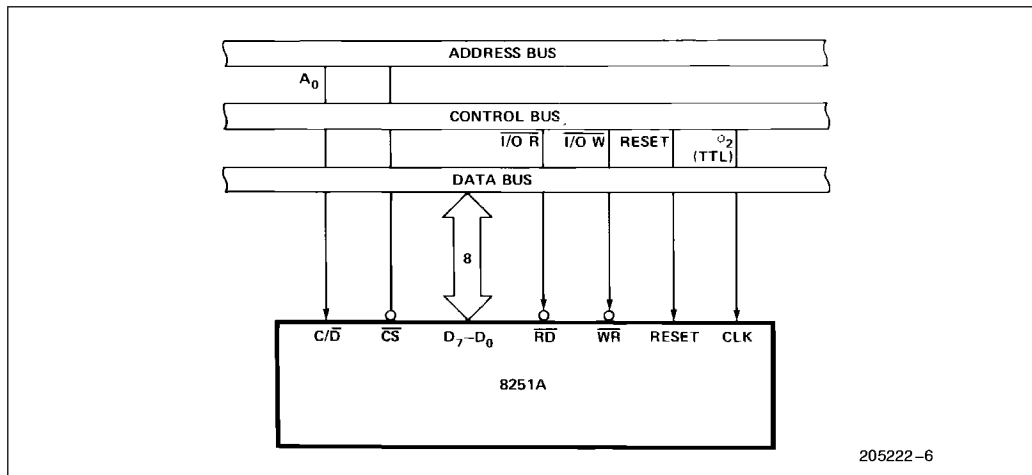 ADDRESS BUS
A₀
CONTROL BUS
I/O R I/O W RESET ϕ₂
(TTL)
DATA BUS
8
C/D CS D₇–D₀ RD WR RESET CLK
8251A
205222–6